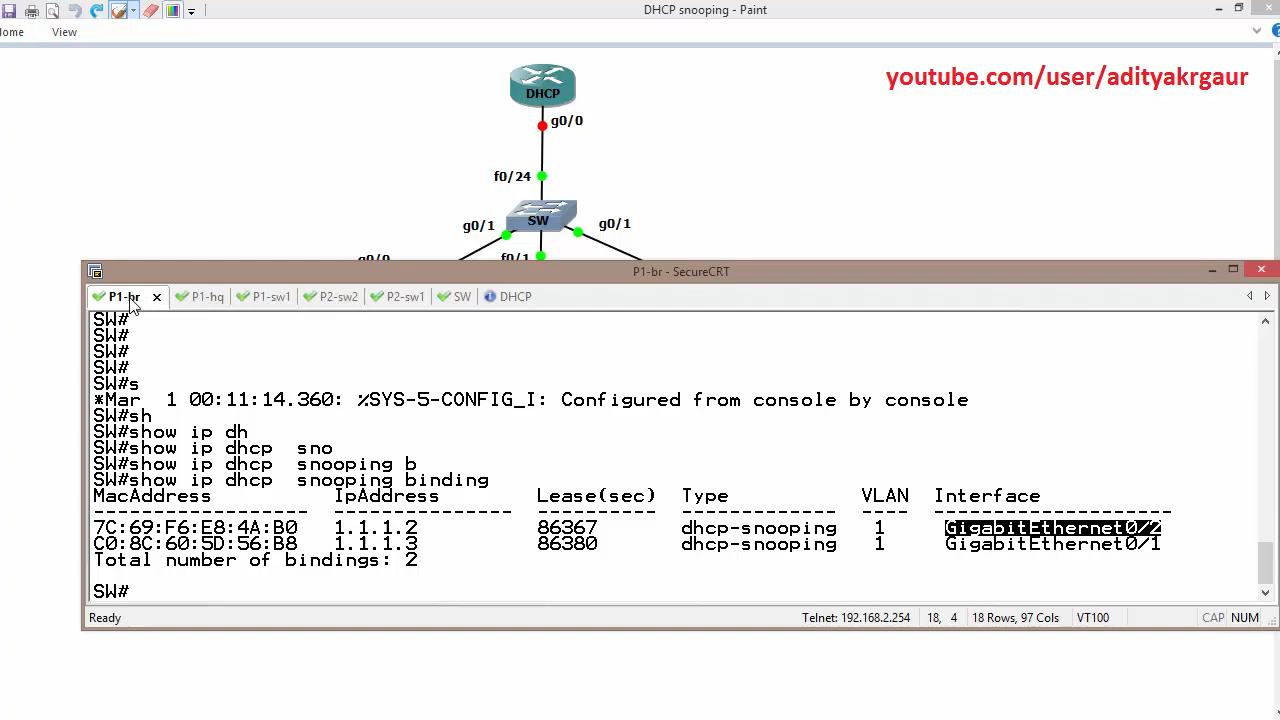 DHCP snooping - Paint
ome View
youtube.com/user/adityakrgaur
DHCP
g0/0
f0/24
g0/1 SW g0/1
g0/0 f0/1
P1-br - SecureCRT
P1-br P1-hq P1-sw1 P2-sw2 P2-sw1 SW DHCP
SW#
SW#
SW#
SW#
SW#s
*Mar 1 00:11:14.360: %SYS-5-CONFIG_I: Configured from console by console
SW#sh
SW#show ip dh
SW#show ip dhcp sno
SW#show ip dhcp snooping b
SW#show ip dhcp snooping binding
MacAddress IpAddress Lease(sec) Type VLAN Interface
------------------ --------------- ---------- ------------- ---- --------------------
7C:69:F6:E8:4A:B0 1.1.1.2 86367 dhcp-snooping 1 GigabitEthernet0/2
C0:8C:60:5D:56:B8 1.1.1.3 86380 dhcp-snooping 1 GigabitEthernet0/1
Total number of bindings: 2
SW#
Ready Telnet: 192.168.2.254 18, 4 18 Rows, 97 Cols VT100 CAP NUM